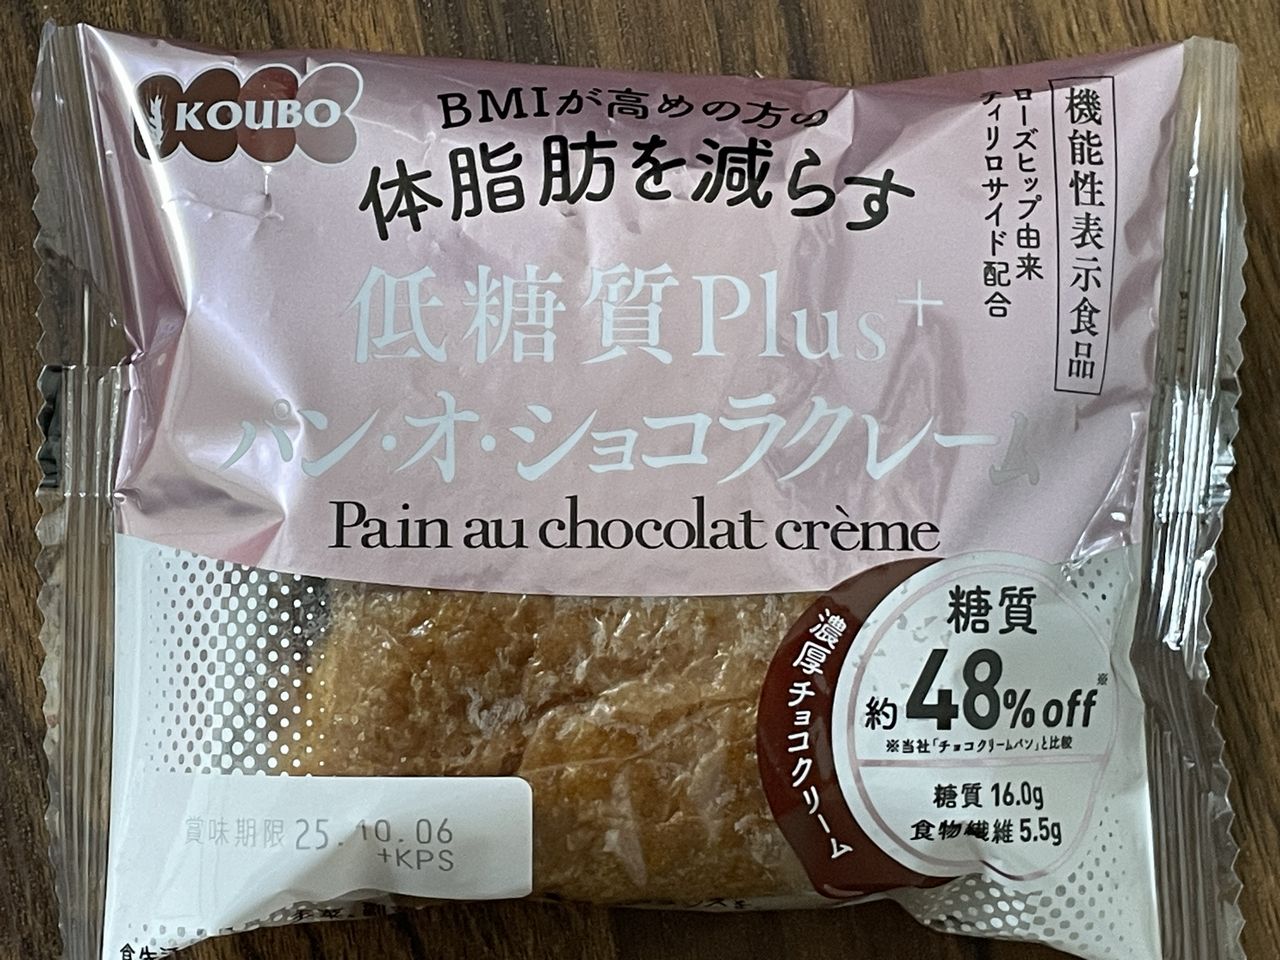 KOUBO
BMIが高めの方の
体脂肪を減らす
機能性表示食品
ローズヒップ由来
ティリロサイド配合
低糖質Plus+
パン・オ・ショコラクレーム
Pain au chocolat crème
濃厚チョコクリーム
糖質
約48%off※
※当社「チョコクリームパン」と比較
糖質 16.0g
食物繊維 5.5g
賞味期限 25.10.06
+KPS